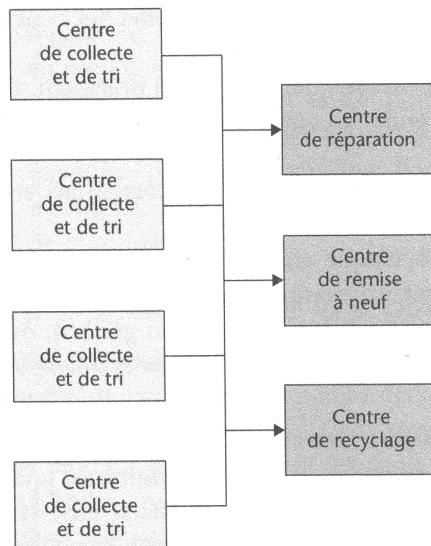 Centre
de collecte
et de tri
Centre
de réparation
Centre
de collecte
et de tri
Centre
de remise
à neuf
Centre
de collecte
et de tri
Centre
de recyclage
Centre
de collecte
et de tri